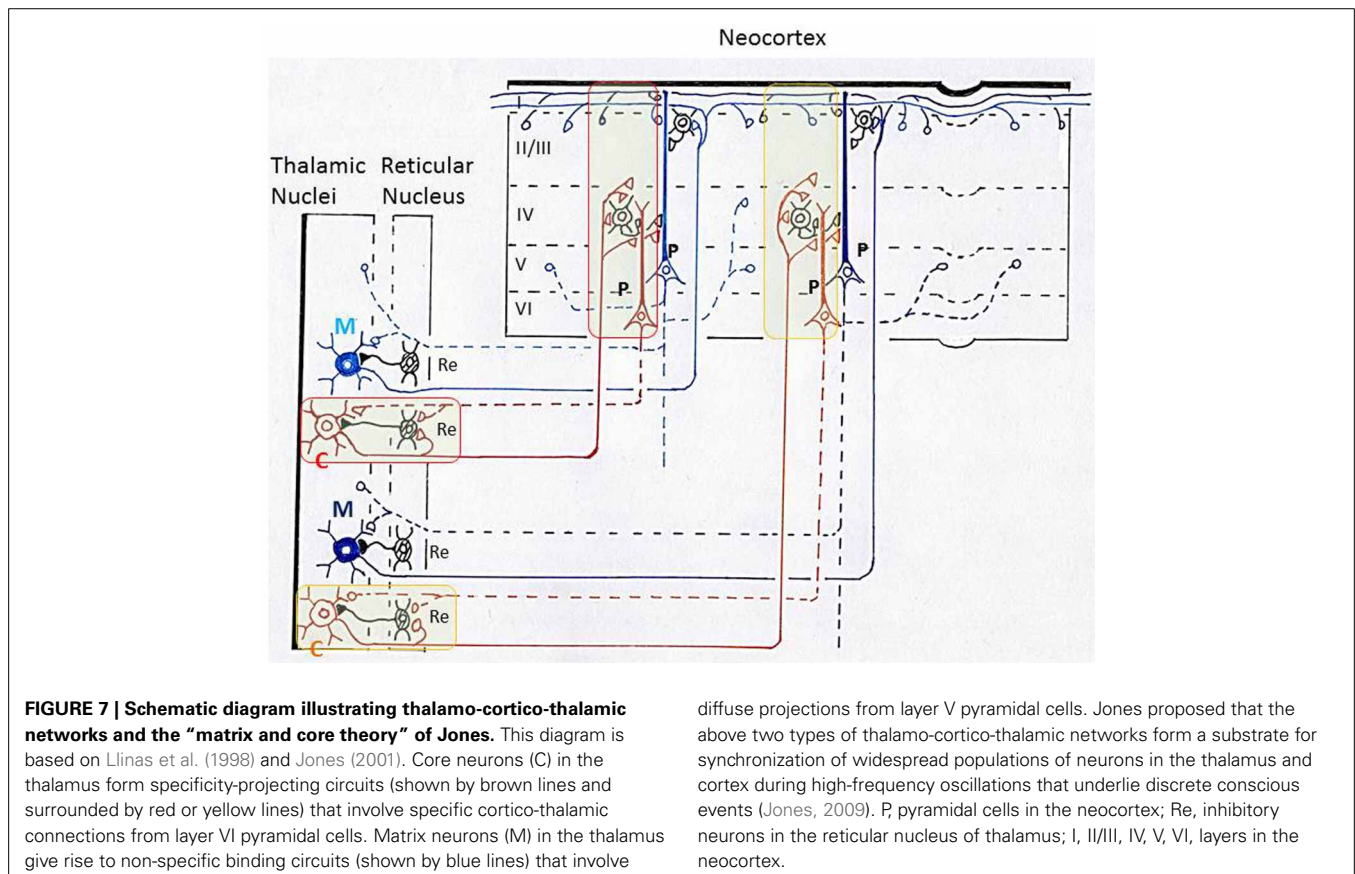 Neocortex
Thalamic Nuclei
Reticular Nucleus
I
II/III
IV
V
VI
P
P
P
P
M
Re
Re
C
M
Re
Re
C
FIGURE 7 | Schematic diagram illustrating thalamo-cortico-thalamic
networks and the “matrix and core theory” of Jones. This diagram is
based on Llinas et al. (1998) and Jones (2001). Core neurons (C) in the
thalamus form specificity-projecting circuits (shown by brown lines and
surrounded by red or yellow lines) that involve specific cortico-thalamic
connections from layer VI pyramidal cells. Matrix neurons (M) in the thalamus
give rise to non-specific binding circuits (shown by blue lines) that involve
diffuse projections from layer V pyramidal cells. Jones proposed that the
above two types of thalamo-cortico-thalamic networks form a substrate for
synchronization of widespread populations of neurons in the thalamus and
cortex during high-frequency oscillations that underlie discrete conscious
events (Jones, 2009). P, pyramidal cells in the neocortex; Re, inhibitory
neurons in the reticular nucleus of thalamus; I, II/III, IV, V, VI, layers in the
neocortex.